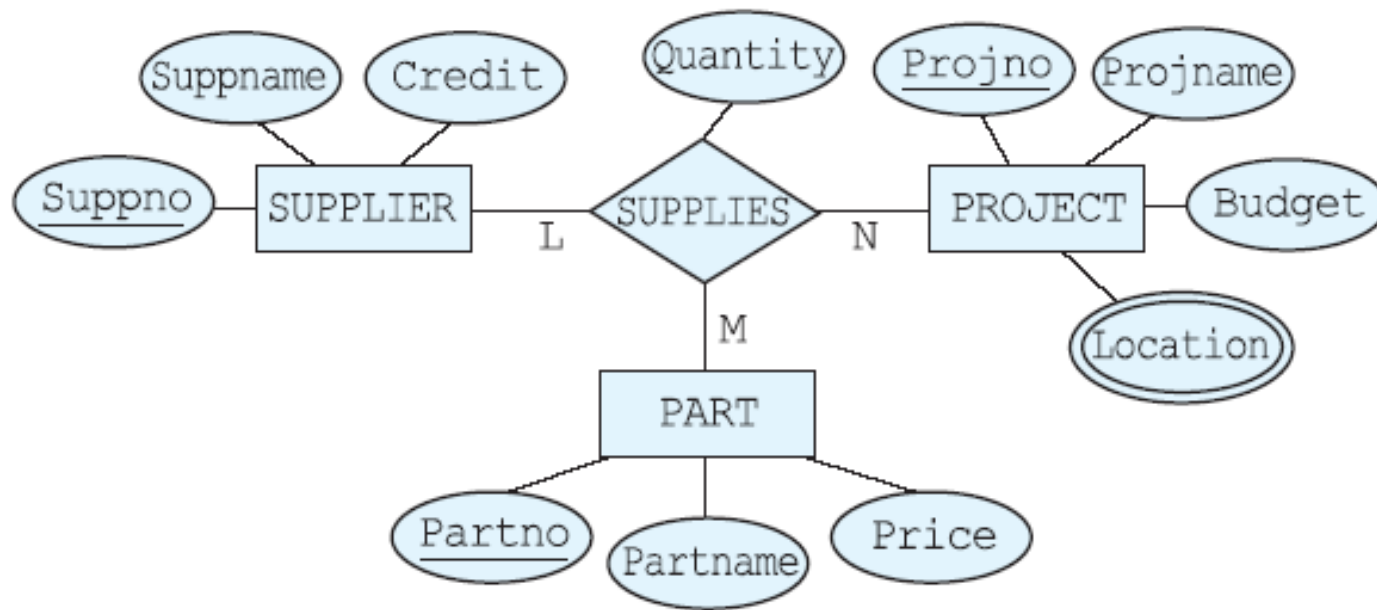 Quantity
Suppname Credit Projno Projname
Suppno SUPPLIER SUPPLIES PROJECT Budget
L N
M
Location
PART
Partno Partname Price